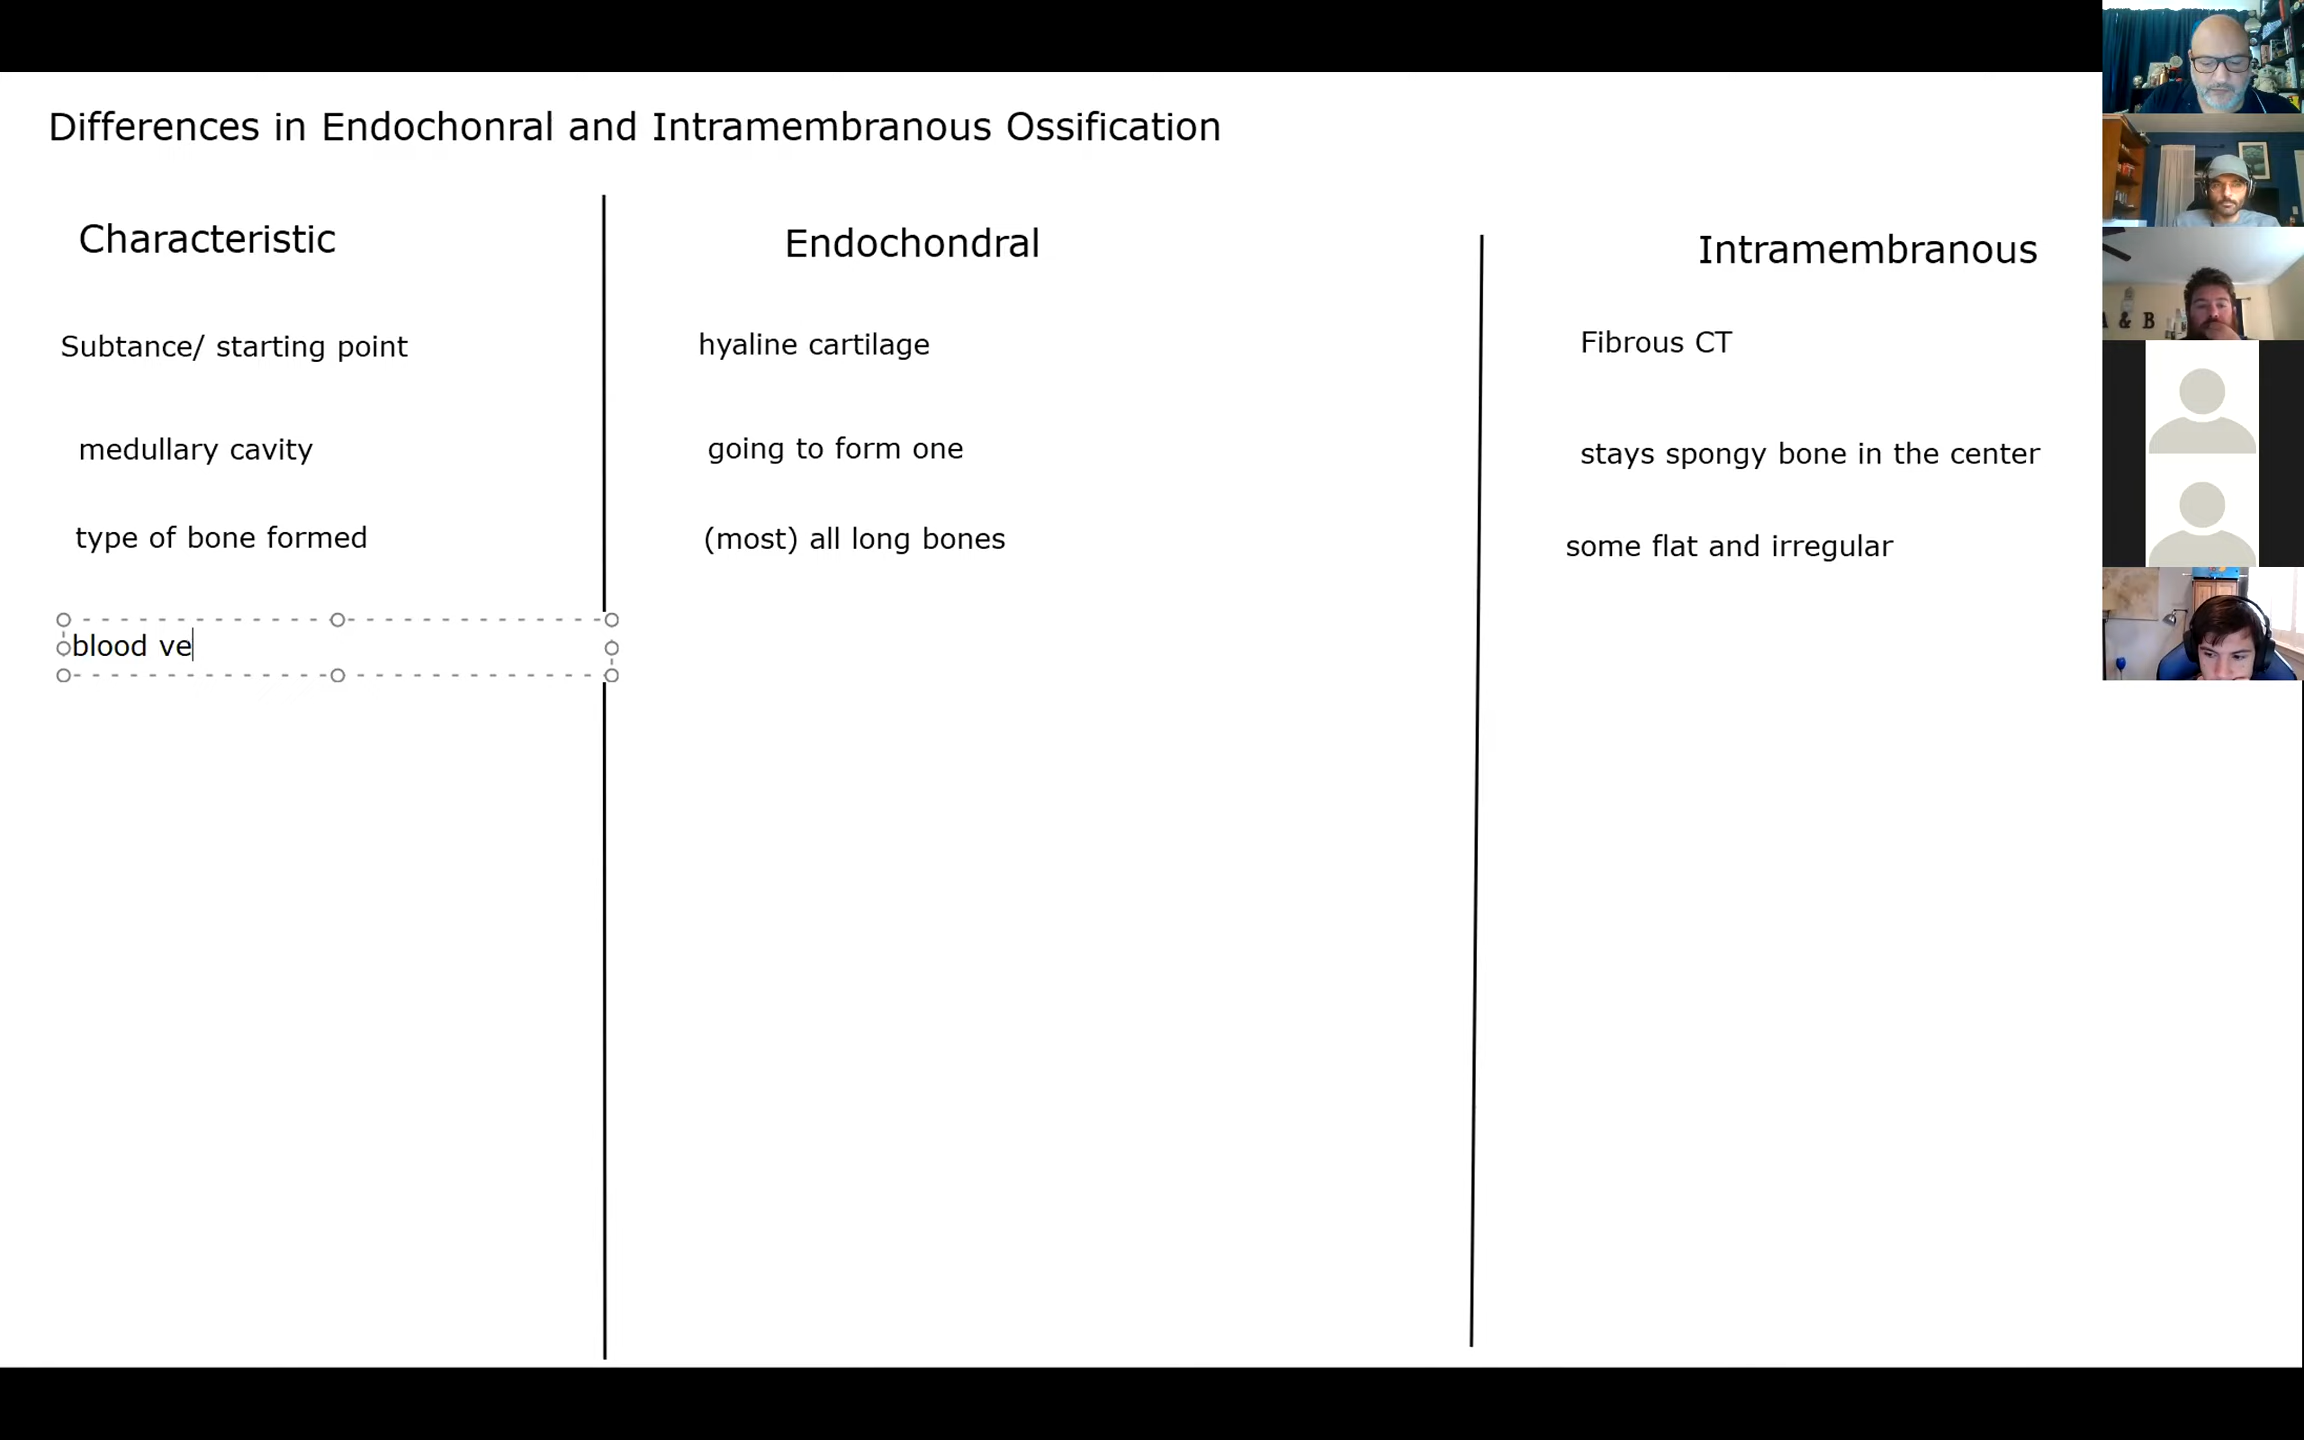 Differences in Endochonral and Intramembranous Ossification
Characteristic
Endochondral
Intramembranous
Subtance/ starting point
hyaline cartilage
Fibrous CT
medullary cavity
going to form one
stays spongy bone in the center
type of bone formed
(most) all long bones
some flat and irregular
blood ve
A & B